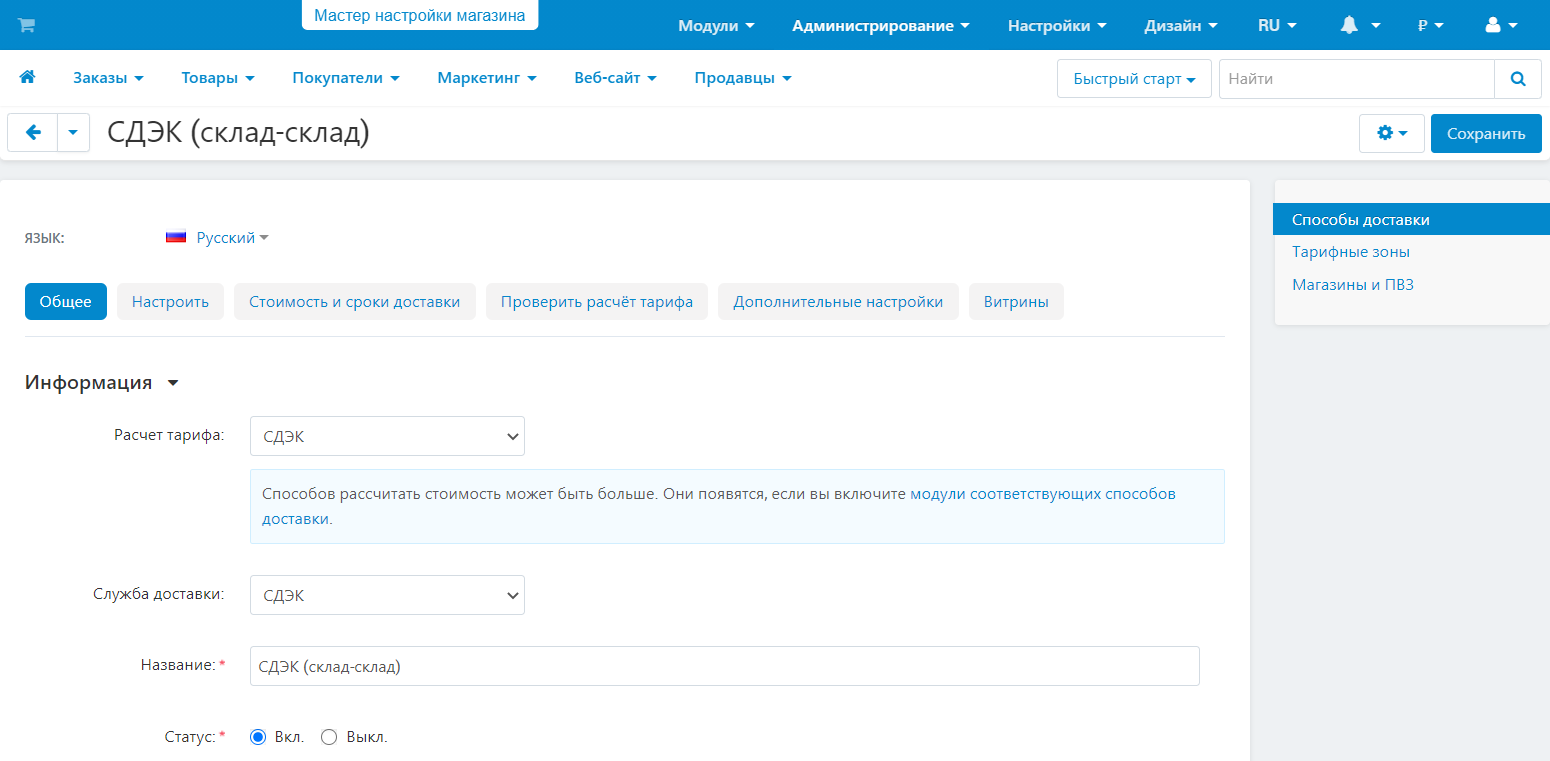 Мастер настройки магазина
Модули Администрирование Настройки Дизайн RU ₽
Заказы Товары Покупатели Маркетинг Веб-сайт Продавцы Быстрый старт Найти
СДЭК (склад-склад) Сохранить
ЯЗЫК: Русский
Способы доставки
Тарифные зоны
Магазины и ПВЗ
Общее Настроить Стоимость и сроки доставки Проверить расчёт тарифа Дополнительные настройки Витрины
Информация
Расчет тарифа: СДЭК
Способов рассчитать стоимость может быть больше. Они появятся, если вы включите модули соответствующих способов
доставки.
Служба доставки: СДЭК
Название:* СДЭК (склад-склад)
Статус:* Вкл. Выкл.